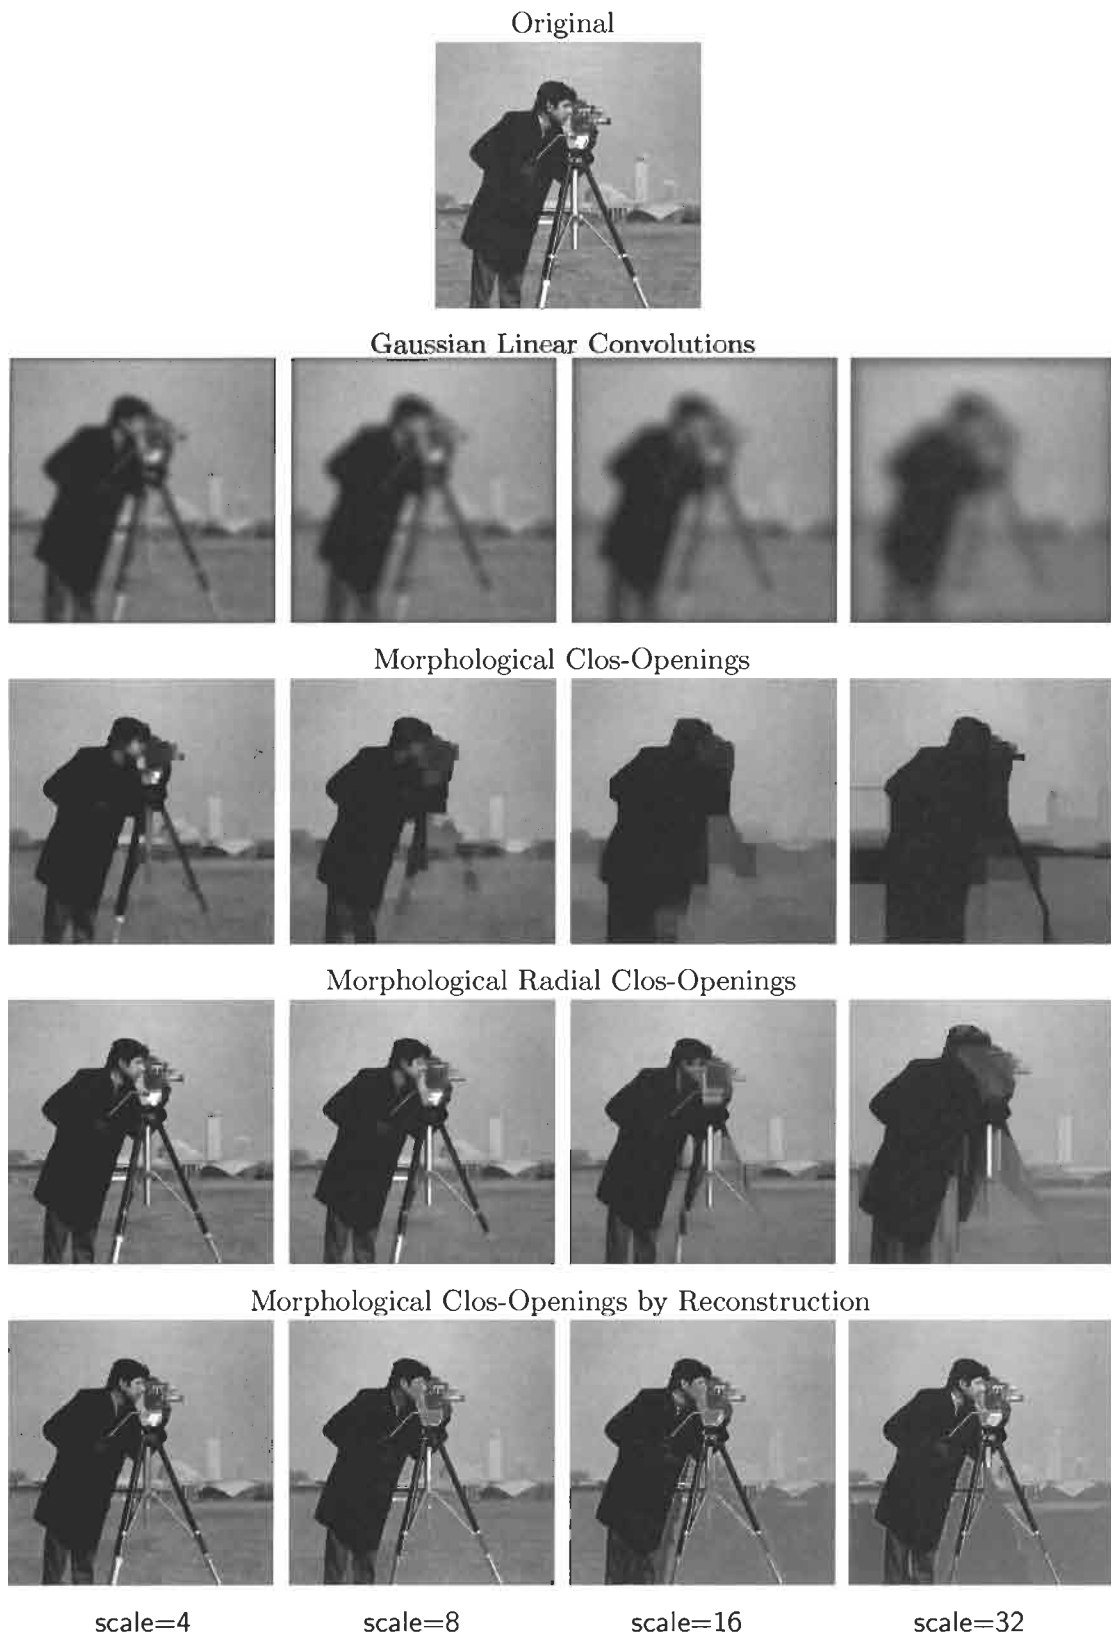 Original
Gaussian Linear Convolutions
Morphological Clos-Openings
Morphological Radial Clos-Openings
Morphological Clos-Openings by Reconstruction
scale=4 scale=8 scale=16 scale=32